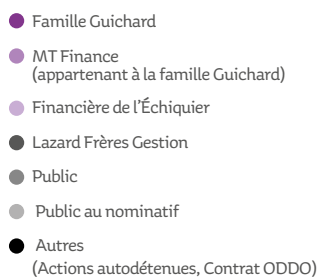 Famille Guichard
MT Finance
(appartenant à la famille Guichard)
Financière de l'Échiquier
Lazard Frères Gestion
Public
Public au nominatif
Autres
(Actions autodétenues, Contrat ODDO)